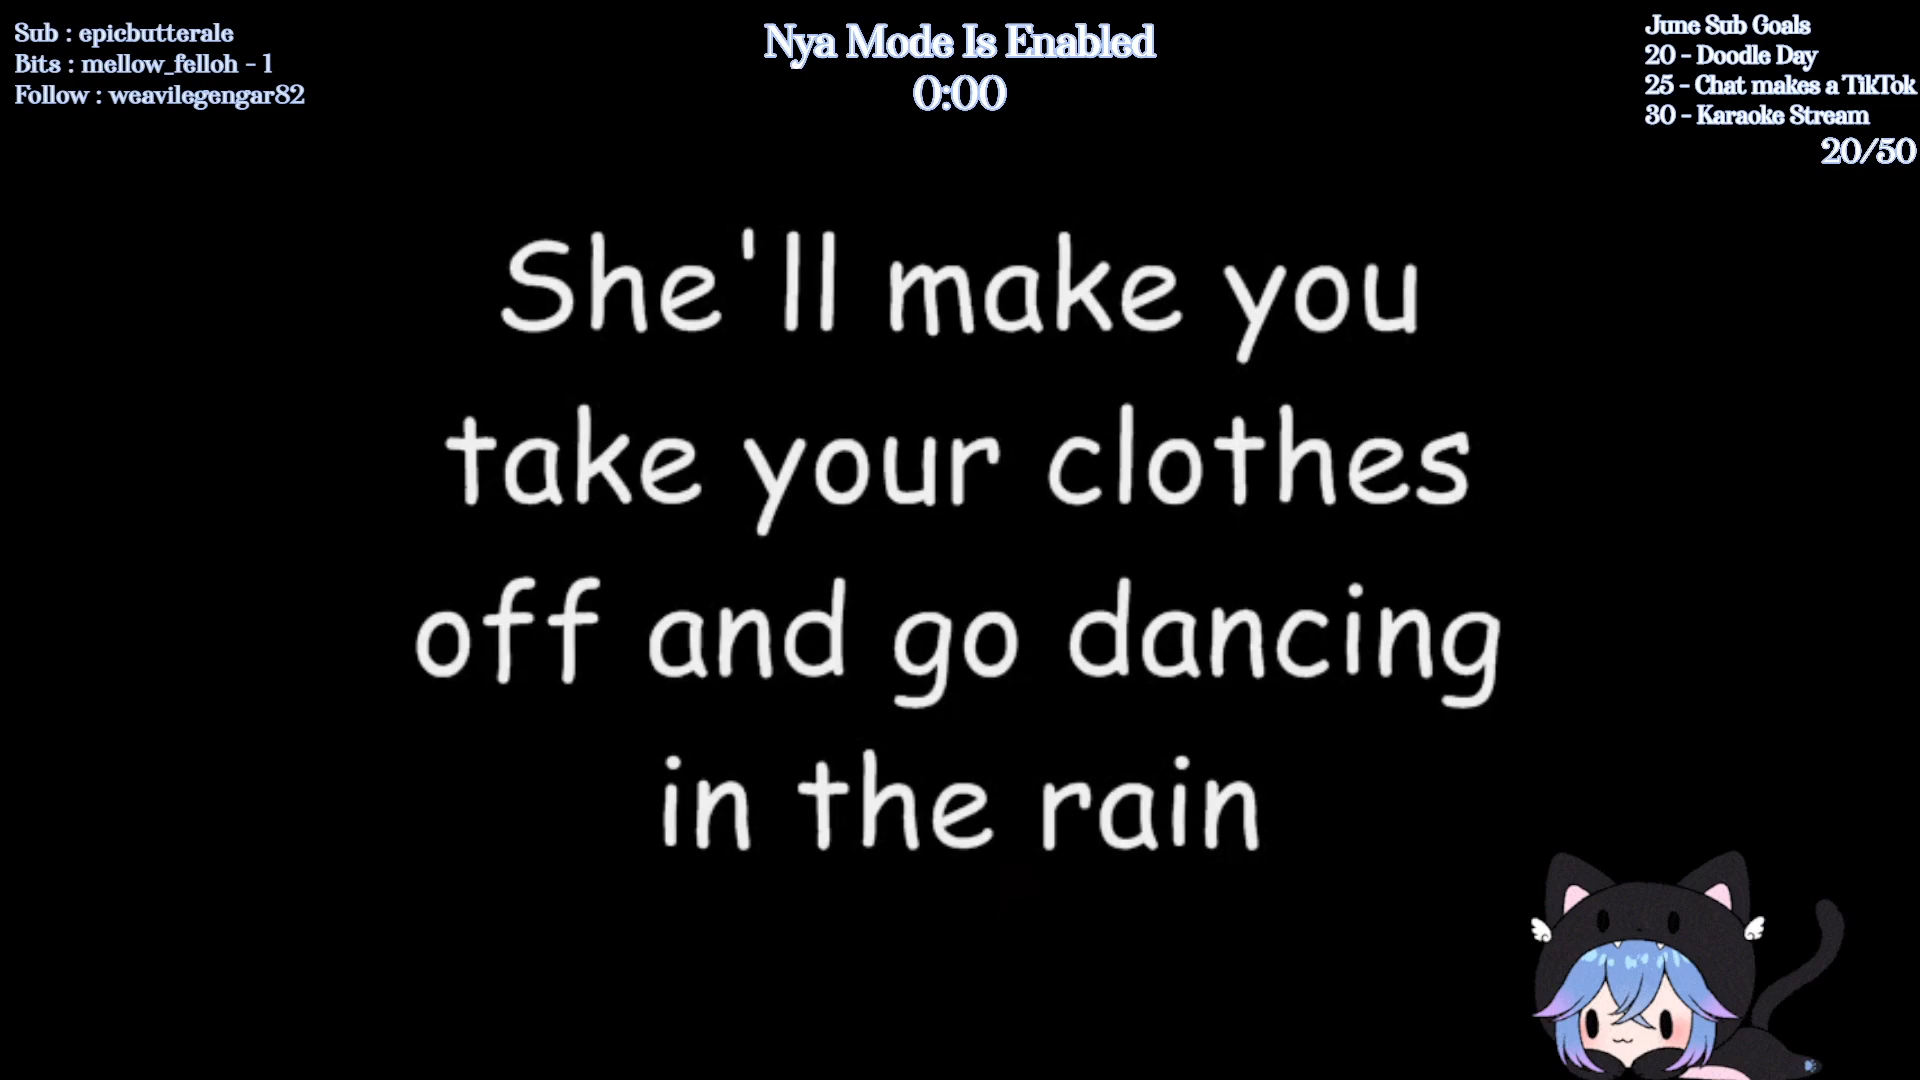 Sub : epicbutterale
Bits : mellow_felloh - 1
Follow : weavilegengar82
Nya Mode Is Enabled
0:00
June Sub Goals
20 - Doodle Day
25 - Chat makes a TikTok
30 - Karaoke Stream
20/50
She'll make you
take your clothes
off and go dancing
in the rain